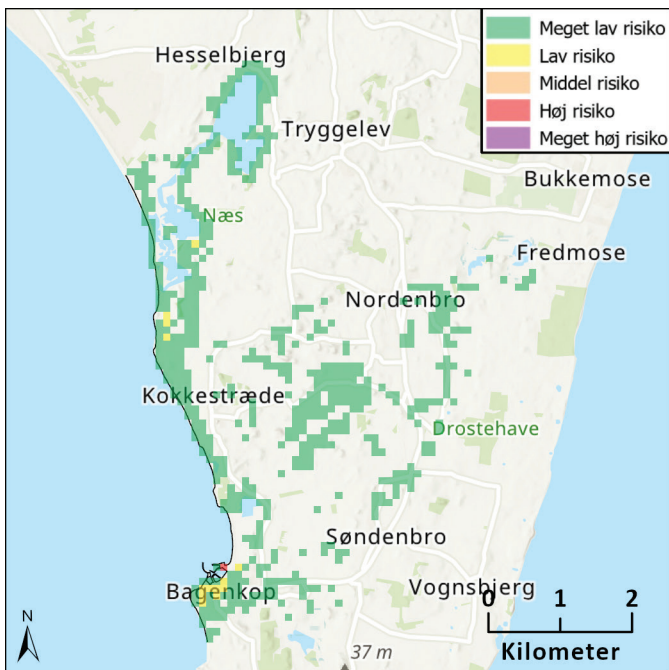 Meget lav risiko
Lav risiko
Middel risiko
Høj risiko
Meget høj risiko
Hesselbjerg
Tryggelev
Bukkemose
Næs
Fredmose
Nordenbro
Kokkestræde
Drostehave
Søndenbro
Bagenkop
Vognsbjerg
0 1 2
Kilometer
N
37 m